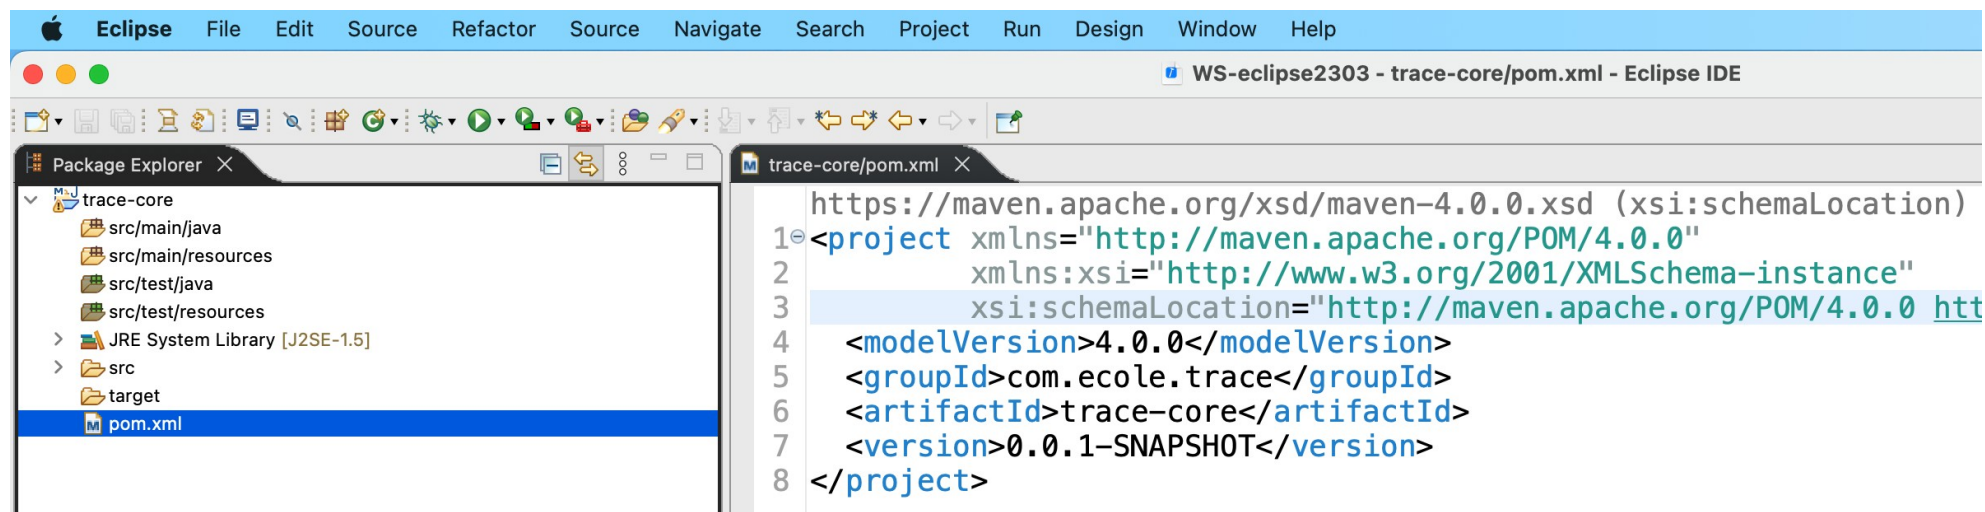 Eclipse File Edit Source Refactor Source Navigate Search Project Run Design Window Help
WS-eclipse2303 - trace-core/pom.xml - Eclipse IDE
Package Explorer
trace-core
src/main/java
src/main/resources
src/test/java
src/test/resources
JRE System Library [J2SE-1.5]
src
target
pom.xml
trace-core/pom.xml
https://maven.apache.org/xsd/maven-4.0.0.xsd (xsi:schemaLocation)
1 <project xmlns="http://maven.apache.org/POM/4.0.0"
2 xmlns:xsi="http://www.w3.org/2001/XMLSchema-instance"
3 xsi:schemaLocation="http://maven.apache.org/POM/4.0.0 htt
4 <modelVersion>4.0.0</modelVersion>
5 <groupId>com.ecole.trace</groupId>
6 <artifactId>trace-core</artifactId>
7 <version>0.0.1-SNAPSHOT</version>
8 </project>